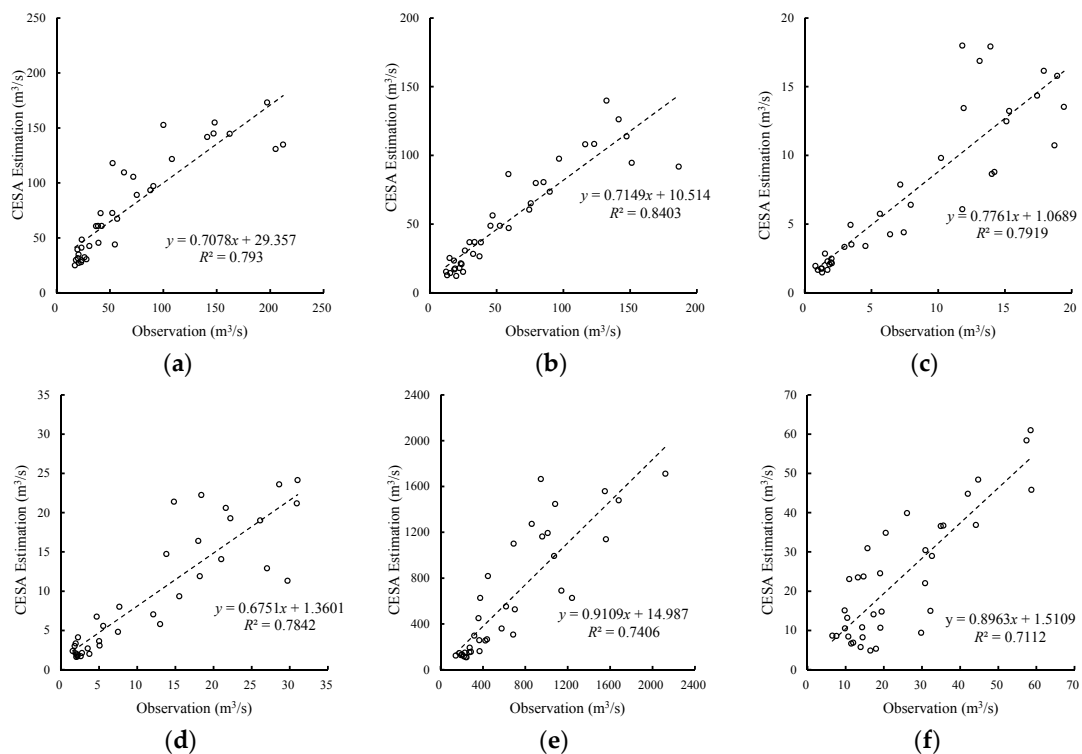 250
200
150
100
50
0
CESA Estimation (m³/s)
y = 0.7078x + 29.357
R² = 0.793
0 50 100 150 200 250
Observation (m³/s)
(a)
200
150
100
50
0
CESA Estimation (m³/s)
y = 0.7149x + 10.514
R² = 0.8403
0 50 100 150 200
Observation (m³/s)
(b)
20
15
10
5
0
CESA Estimation (m³/s)
y = 0.7761x + 1.0689
R² = 0.7919
0 5 10 15 20
Observation (m³/s)
(c)
35
30
25
20
15
10
5
0
CESA Estimation (m³/s)
y = 0.6751x + 1.3601
R² = 0.7842
0 5 10 15 20 25 30 35
Observation (m³/s)
(d)
2400
2000
1600
1200
800
400
0
CESA Estimation (m³/s)
y = 0.9109x + 14.987
R² = 0.7406
0 400 800 1200 1600 2000 2400
Observation (m³/s)
(e)
70
60
50
40
30
20
10
0
CESA Estimation (m³/s)
y = 0.8963x + 1.5109
R² = 0.7112
0 10 20 30 40 50 60 70
Observation (m³/s)
(f)